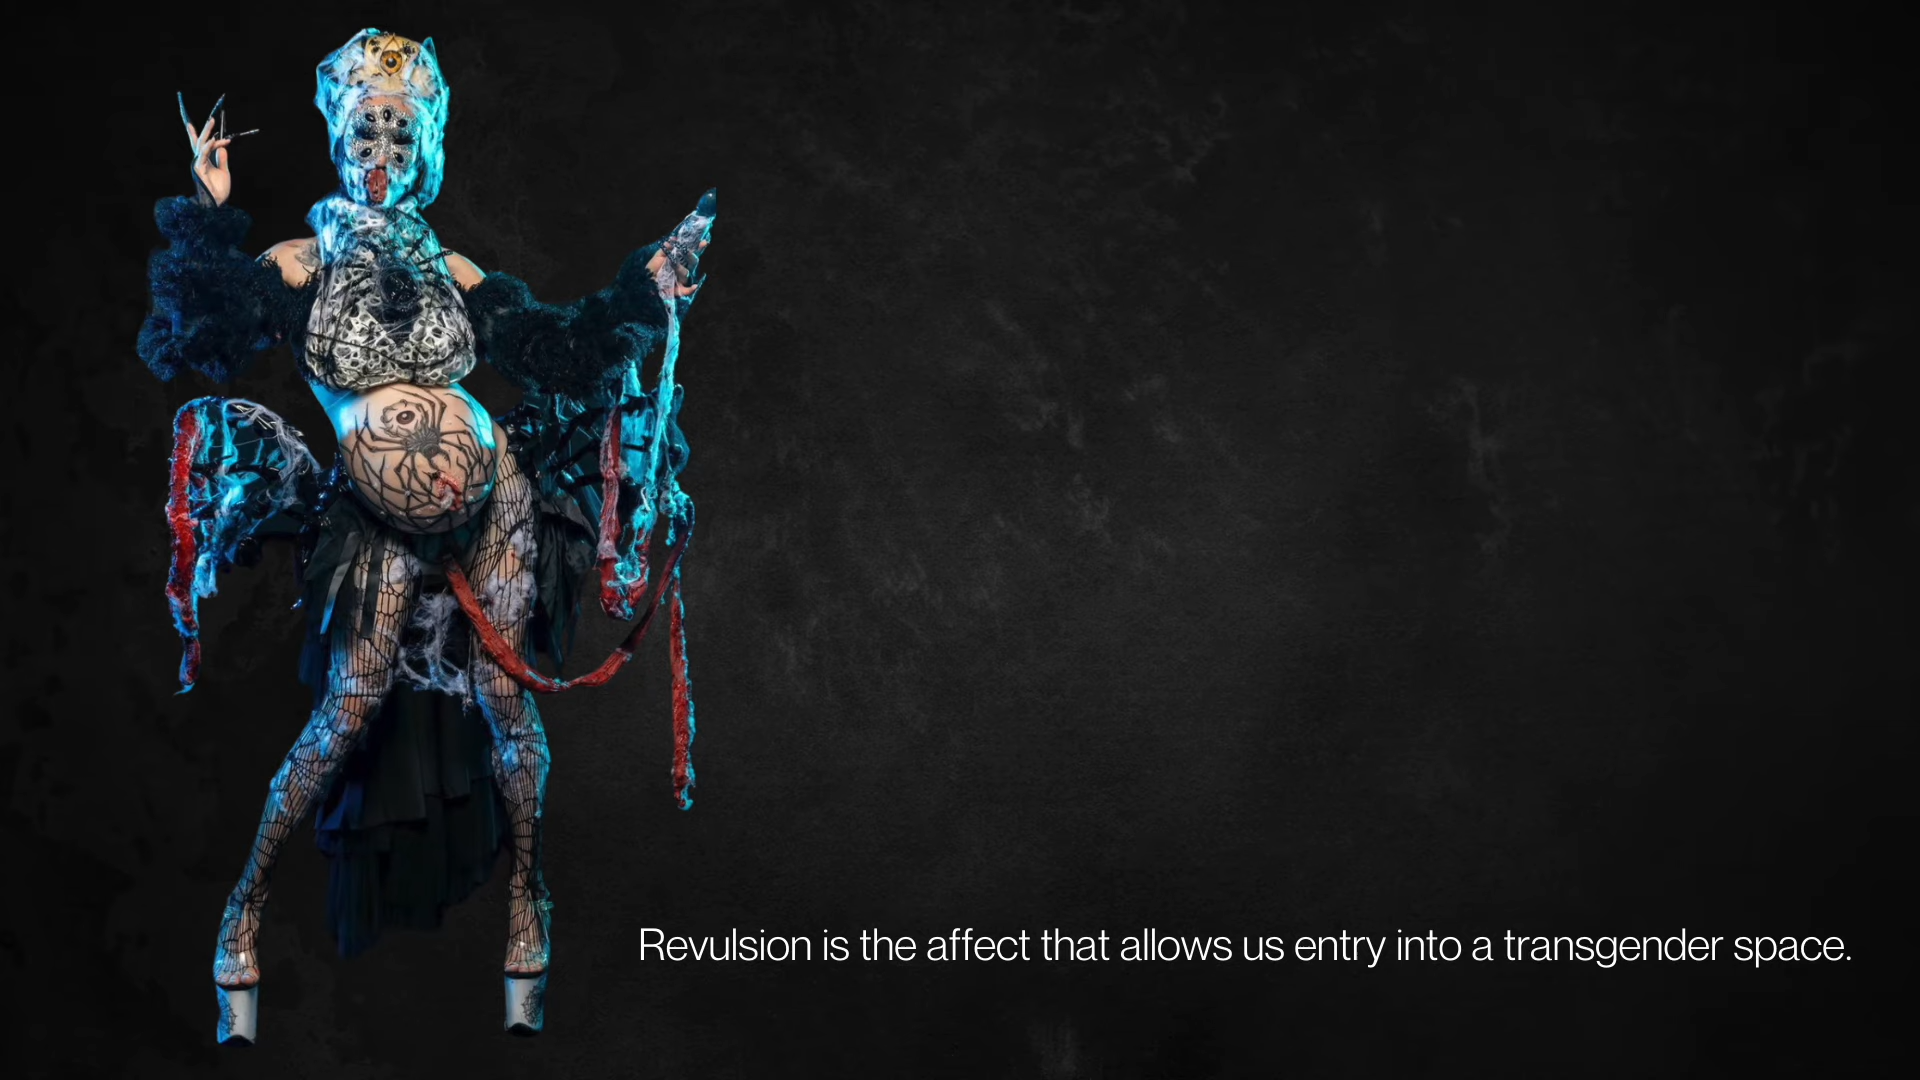 Revulsion is the affect that allows us entry into a transgender space.